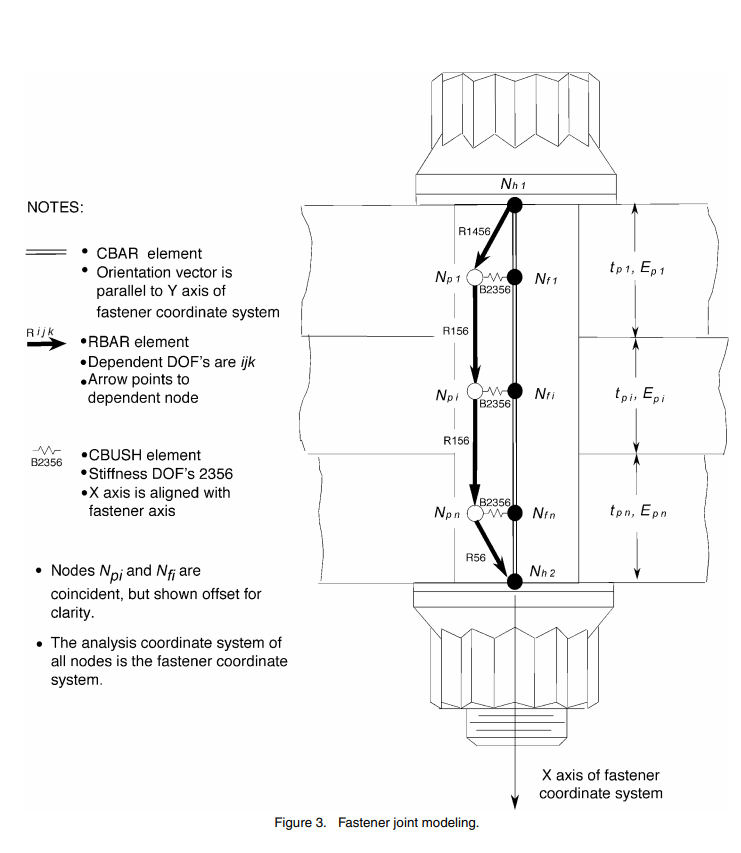 NOTES:
• CBAR element
• Orientation vector is
parallel to Y axis of
fastener coordinate system
R ijk
•RBAR element
•Dependent DOF's are ijk
•Arrow points to
dependent node
B2356
•CBUSH element
•Stiffness DOF's 2356
•X axis is aligned with
fastener axis
• Nodes Npi and Nfi are
coincident, but shown offset for
clarity.
• The analysis coordinate system of
all nodes is the fastener coordinate
system.
Nh1
R1456
Np1
B2356
Nf1
tp1, Ep1
R156
Npi
B2356
Nfi
tpi, Epi
R156
B2356
Npn
Nfn
tpn, Epn
R56
Nh2
X axis of fastener
coordinate system
Figure 3. Fastener joint modeling.